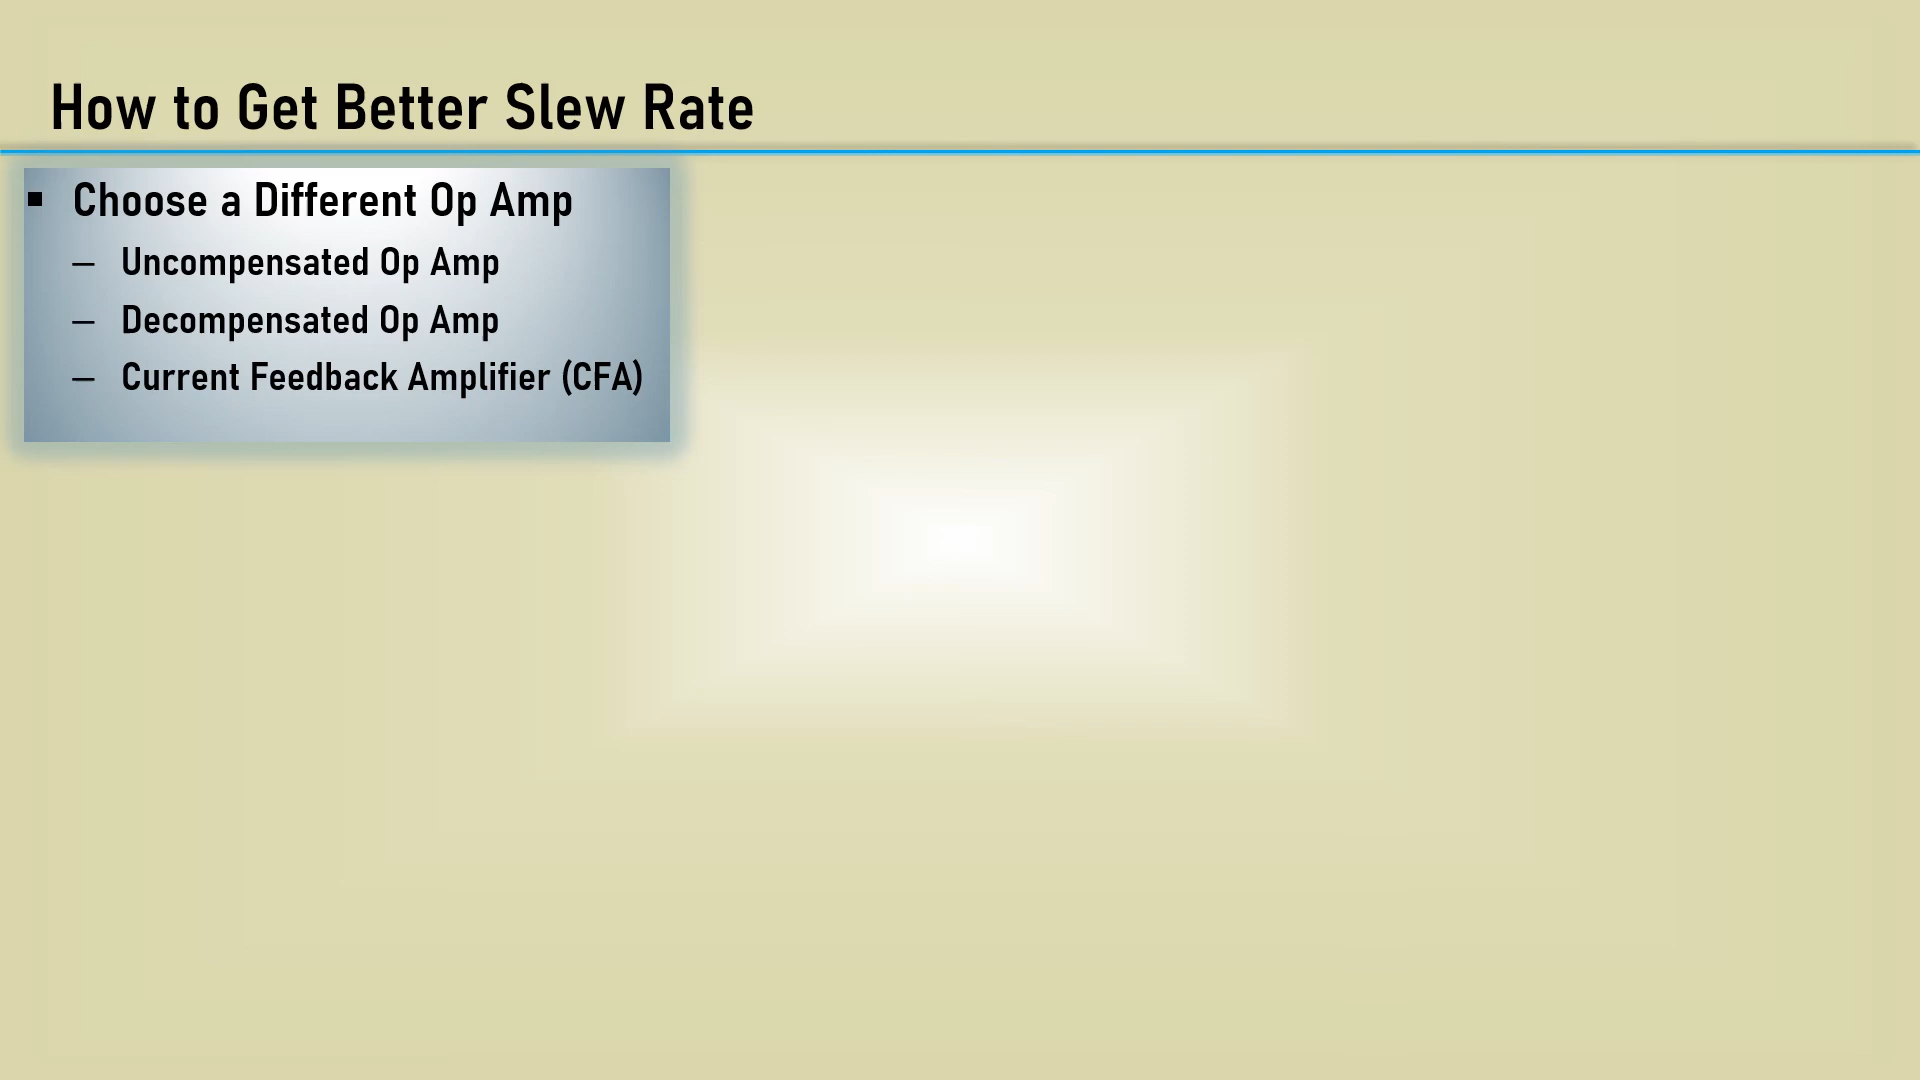 How to Get Better Slew Rate
▪ Choose a Different Op Amp
– Uncompensated Op Amp
– Decompensated Op Amp
– Current Feedback Amplifier (CFA)